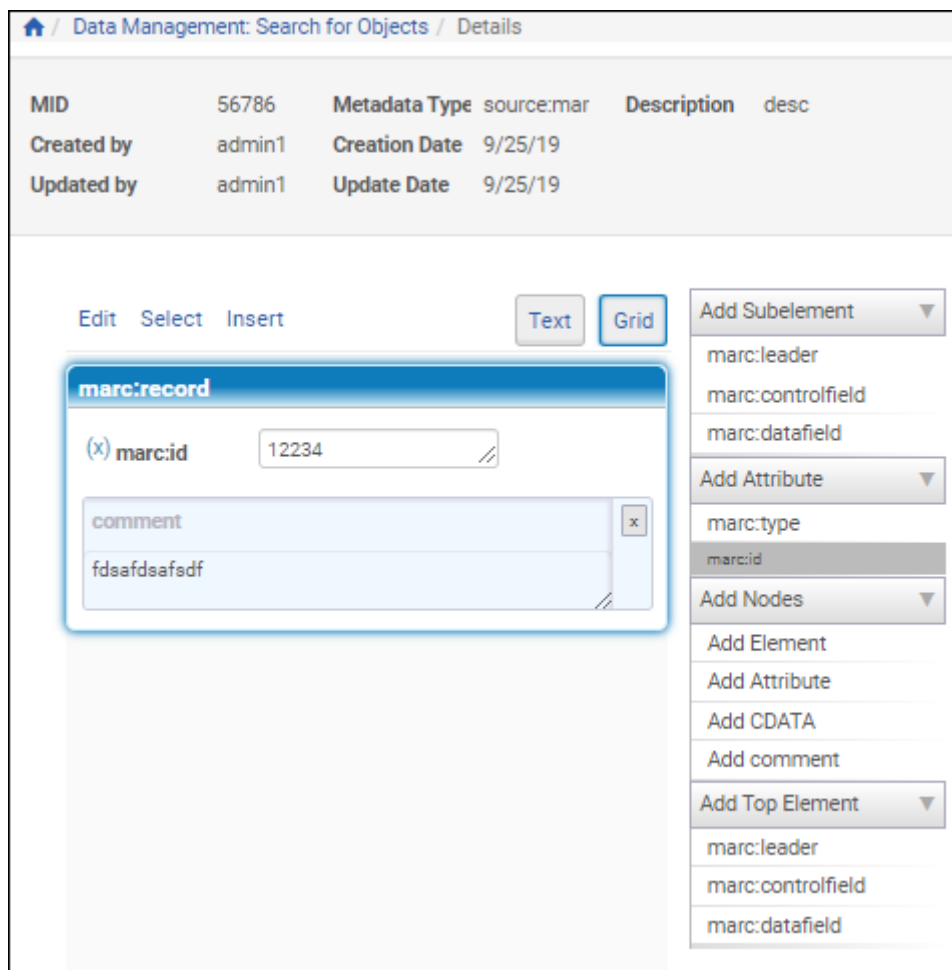 / Data Management: Search for Objects / Details
MID 56786 Metadata Type source:mar Description desc
Created by admin1 Creation Date 9/25/19
Updated by admin1 Update Date 9/25/19
Edit Select Insert Text Grid
marc:record
(x) marc:id 12234
comment x
fdsafdsafsdf
Add Subelement
marc:leader
marc:controlfield
marc:datafield
Add Attribute
marc:type
marc:id
Add Nodes
Add Element
Add Attribute
Add CDATA
Add comment
Add Top Element
marc:leader
marc:controlfield
marc:datafield